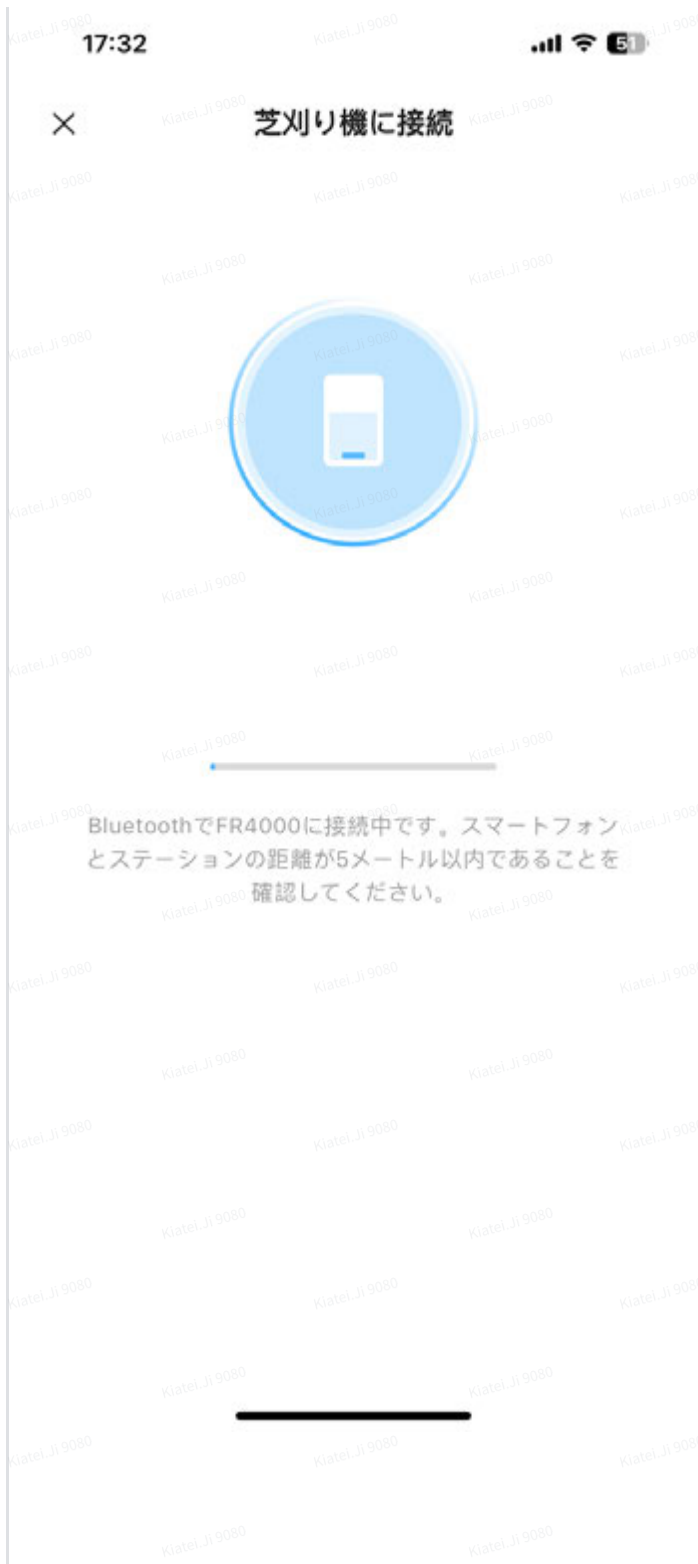 17:32
51
芝刈り機に接続
BluetoothでFR4000に接続中です。スマートフォン
とステーションの距離が5メートル以内であることを
確認してください。
Kiatei_Ji 9080